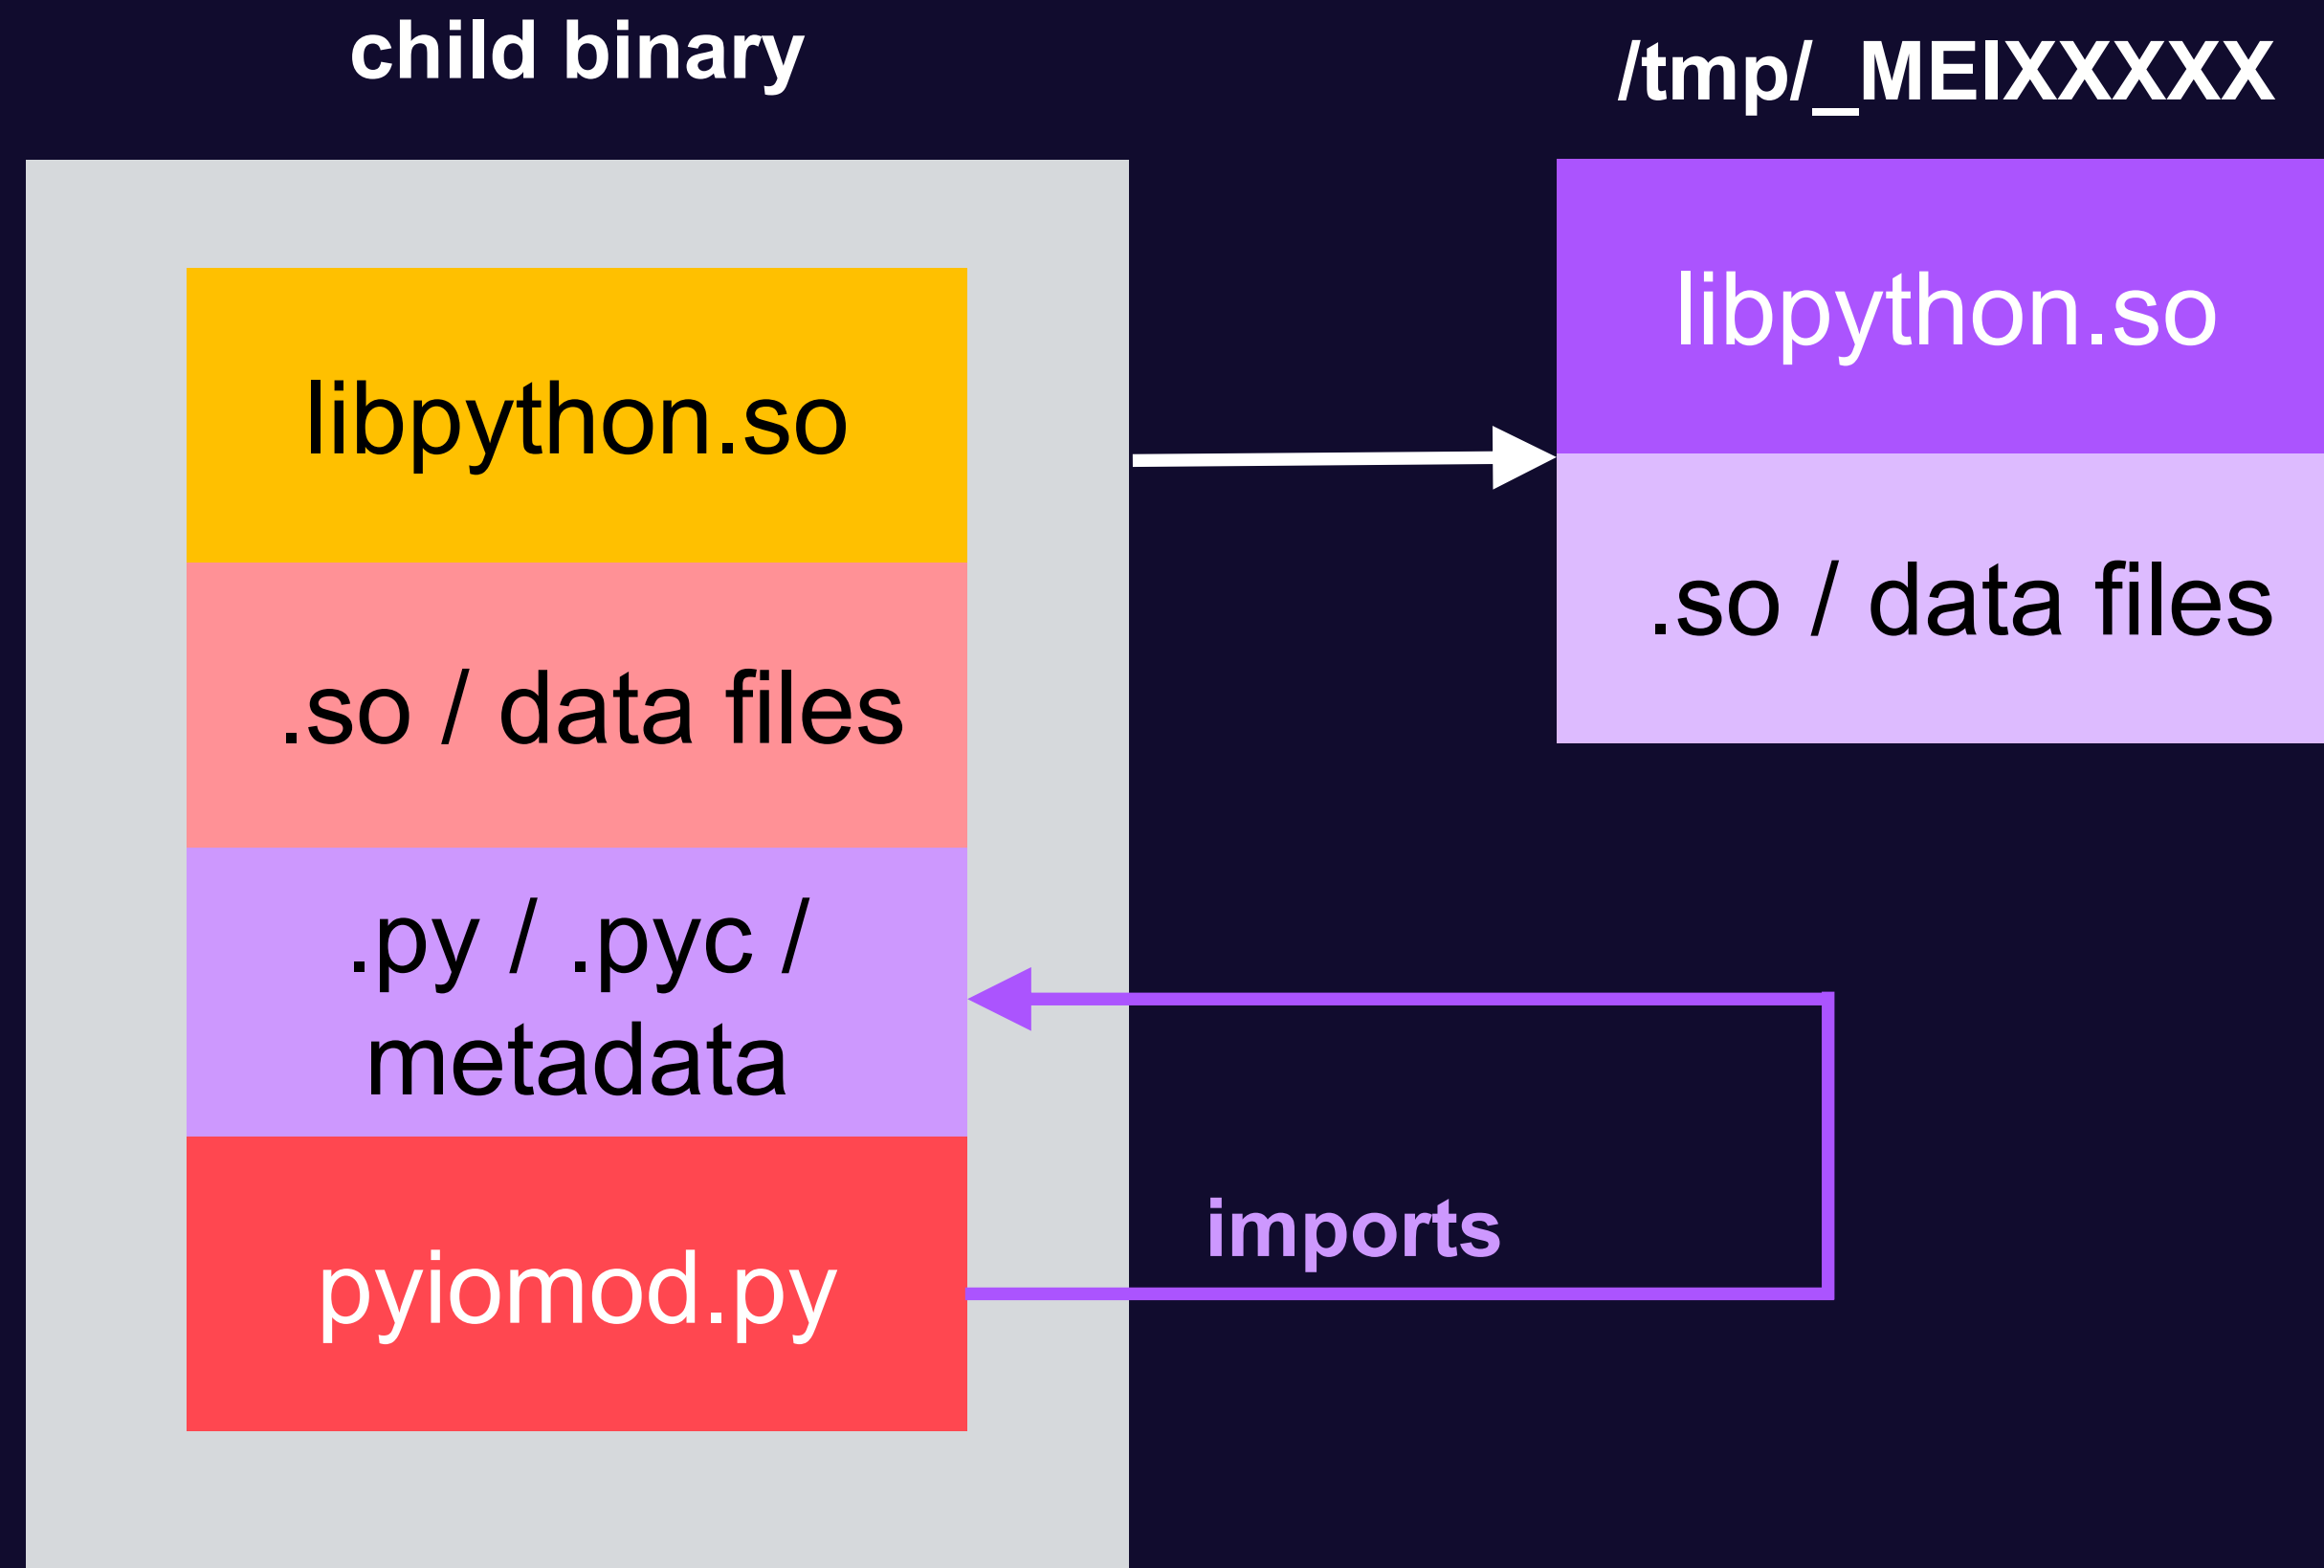 child binary
/tmp/_MEIXXXXX
libpython.so
.so / data files
.py / .pyc /
metadata
pyiomod.py
libpython.so
.so / data files
imports